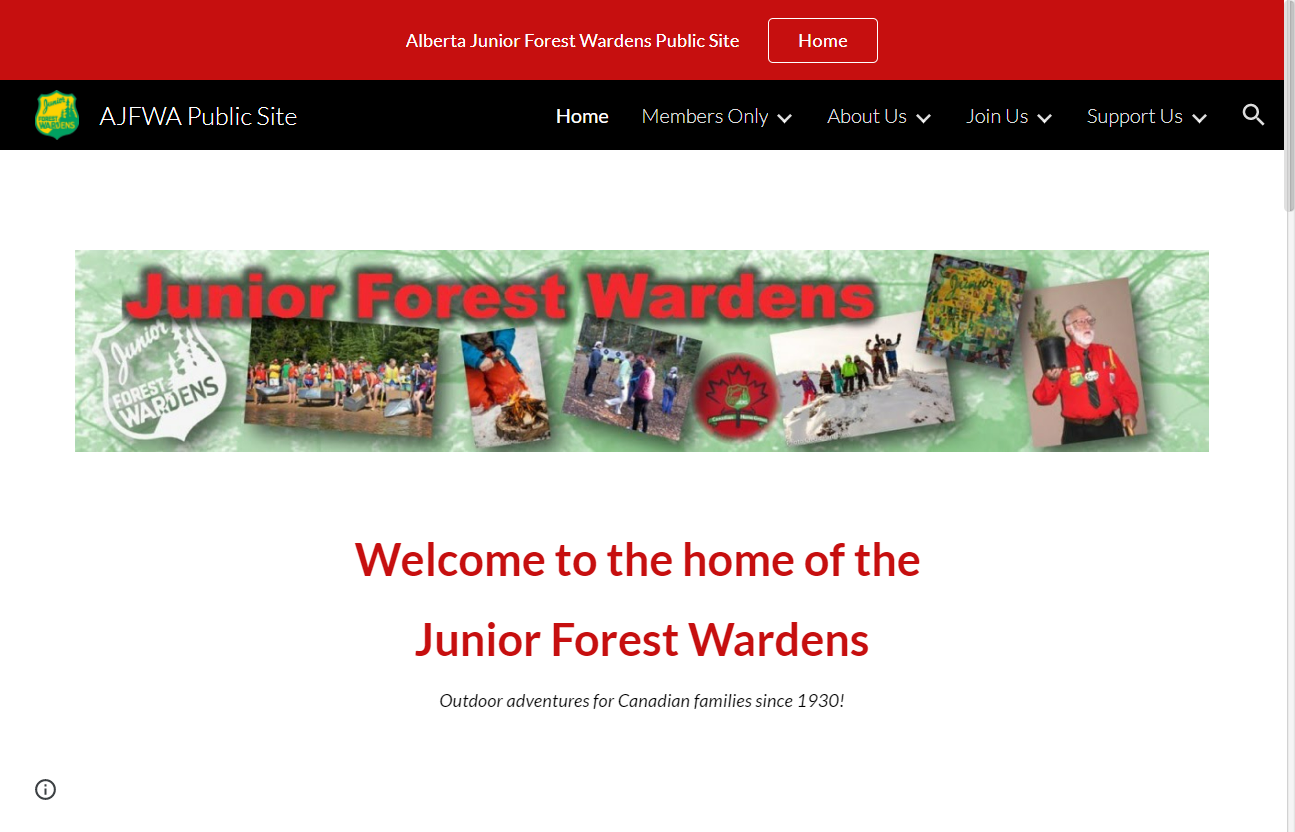 Alberta Junior Forest Wardens Public Site Home
Junior
FOREST
WARDENS
AJFWA Public Site
Home Members Only About Us Join Us Support Us
Junior Forest Wardens
Junior
FOREST
WARDENS
Junior
Welcome to the home of the
Junior Forest Wardens
Outdoor adventures for Canadian families since 1930!